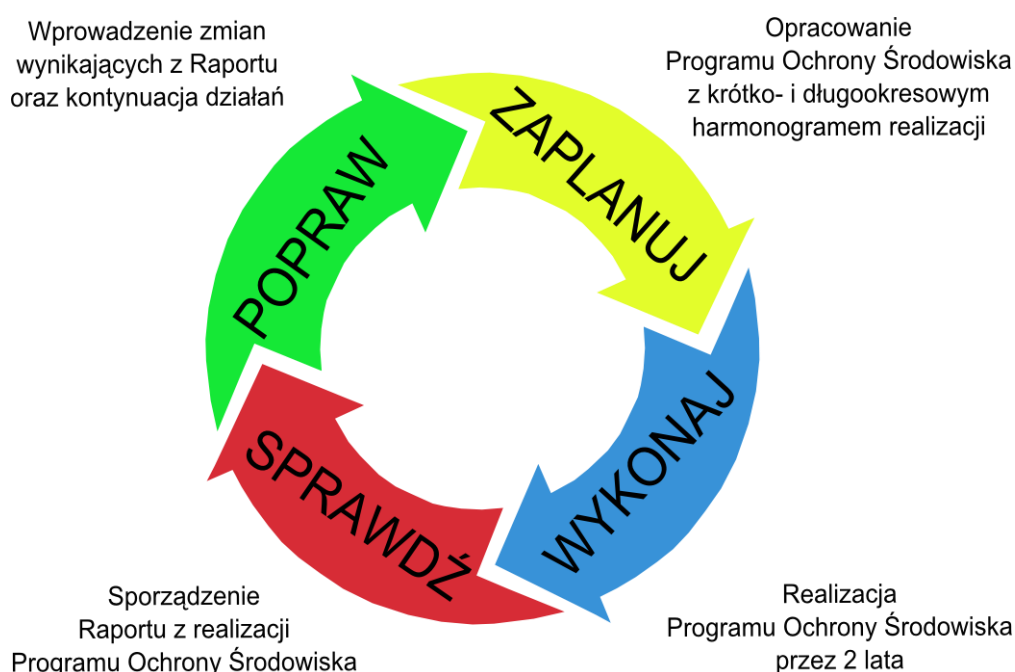 Wprowadzenie zmian
wynikających z Raportu
oraz kontynuacja działań
Opracowanie
Programu Ochrony Środowiska
z krótko- i długookresowym
harmonogramem realizacji
POPRAW
ZAPLANUJ
SPRAWDŹ
WYKONAJ
Sporządzenie
Raportu z realizacji
Programu Ochrony Środowiska
Realizacja
Programu Ochrony Środowiska
przez 2 lata